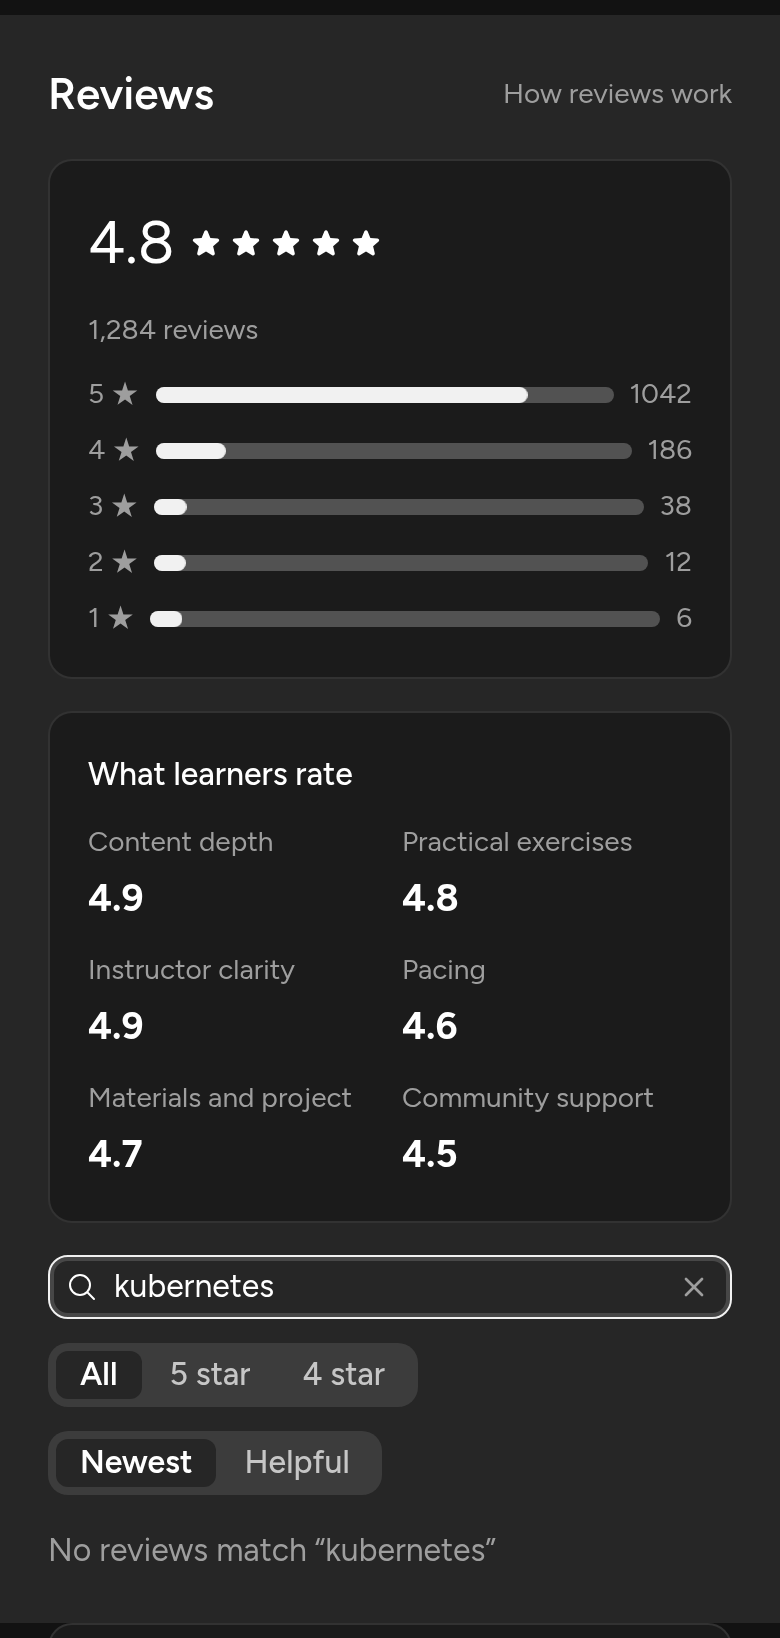 Reviews How reviews work
4.8 ★★★★★
1,284 reviews
5 ★ 1042
4 ★ 186
3 ★ 38
2 ★ 12
1 ★ 6
What learners rate
Content depth Practical exercises
4.9 4.8
Instructor clarity Pacing
4.9 4.6
Materials and project Community support
4.7 4.5
kubernetes
All 5 star 4 star
Newest Helpful
No reviews match “kubernetes”